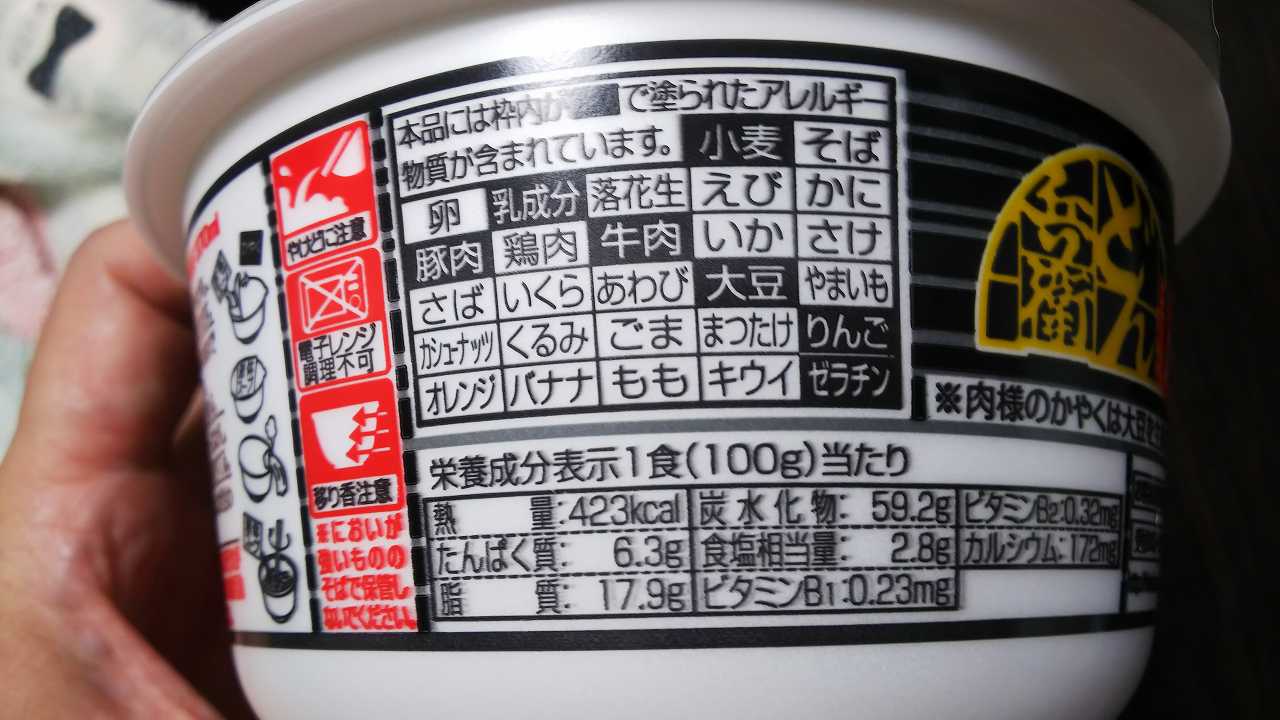 本品には枠内が で塗られたアレルギー
物質が含まれています。 小麦 そば
卵 乳成分 落花生 えび かに
豚肉 鶏肉 牛肉 いか さけ
さば いくら あわび 大豆 やまいも
カシューナッツ くるみ ごま まつたけ りんご
オレンジ バナナ もも キウイ ゼラチン
栄養成分表示1食(100g)当たり
熱量:423kcal 炭水化物: 59.2g ビタミンB2:0.32mg
たんぱく質: 6.3g 食塩相当量: 2.8g カルシウム:172mg
脂質: 17.9g ビタミンB1:0.23mg
やけどに注意
電子レンジ
調理不可
移り香注意
※においが
強いものの
そばで保管し
ないでください。
どん
兵衛
※肉様のかやくは大豆を